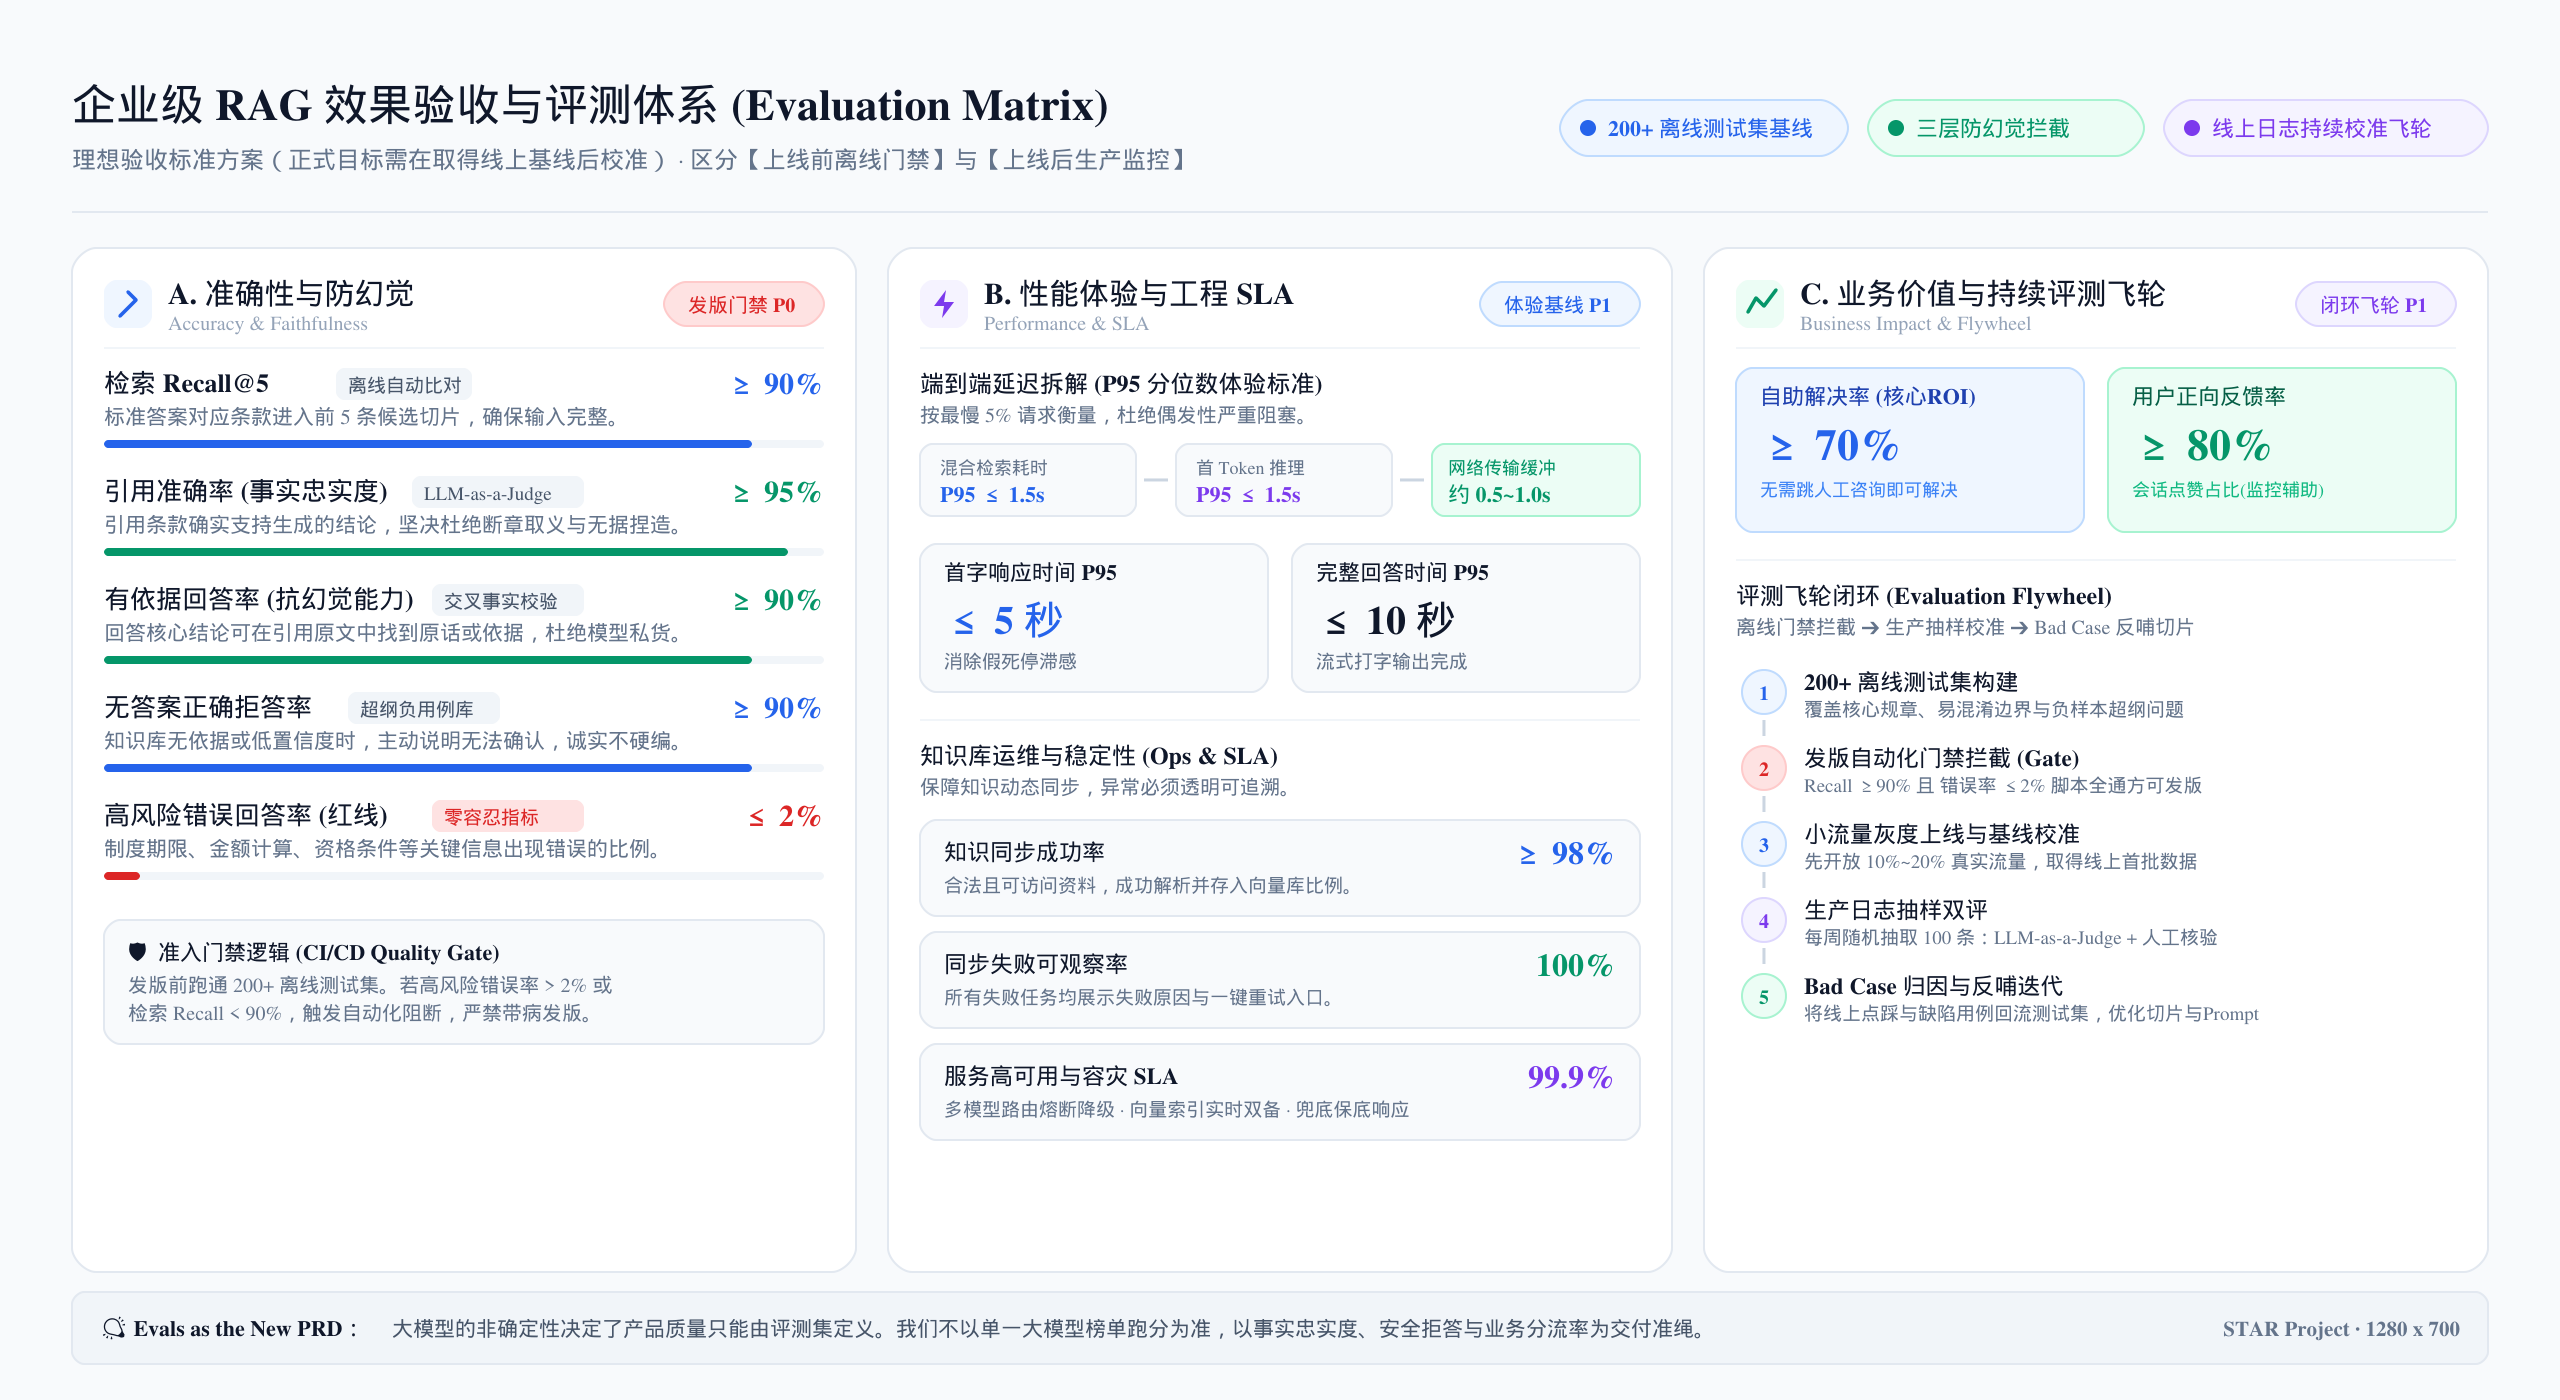 企业级 RAG 效果验收与评测体系 (Evaluation Matrix)
理想验收标准方案（正式目标需在取得线上基线后校准）· 区分【上线前离线门禁】与【上线后生产监控】
200+ 离线测试集基线
三层防幻觉拦截
线上日志持续校准飞轮
A. 准确性与防幻觉
Accuracy & Faithfulness
发版门禁 P0
检索 Recall@5
离线自动比对
≥ 90%
标准答案对应条款进入前 5 条候选切片，确保输入完整。
引用准确率 (事实忠实度)
LLM-as-a-Judge
≥ 95%
引用条款确实支持生成的结论，坚决杜绝断章取义与无据捏造。
有依据回答率 (抗幻觉能力)
交叉事实校验
≥ 90%
回答核心结论可在引用原文中找到原话或依据，杜绝模型私货。
无答案正确拒答率
超纲负用例库
≥ 90%
知识库无依据或低置信度时，主动说明无法确认，诚实不硬编。
高风险错误回答率 (红线)
零容忍指标
≤ 2%
制度期限、金额计算、资格条件等关键信息出现错误的比例。
准入门禁逻辑 (CI/CD Quality Gate)
发版前跑通 200+ 离线测试集。若高风险错误率 > 2% 或
检索 Recall < 90%，触发自动化阻断，严禁带病发版。
B. 性能体验与工程 SLA
Performance & SLA
体验基线 P1
端到端延迟拆解 (P95 分位数体验标准)
按最慢 5% 请求衡量，杜绝偶发性严重阻塞。
混合检索耗时
P95 ≤ 1.5s
首 Token 推理
P95 ≤ 1.5s
网络传输缓冲
约 0.5~1.0s
首字响应时间 P95
≤ 5 秒
消除假死停滞感
完整回答时间 P95
≤ 10 秒
流式打字输出完成
知识库运维与稳定性 (Ops & SLA)
保障知识动态同步，异常必须透明可追溯。
知识同步成功率
≥ 98%
合法且可访问资料，成功解析并存入向量库比例。
同步失败可观察率
100%
所有失败任务均展示失败原因与一键重试入口。
服务高可用与容灾 SLA
99.9%
多模型路由熔断降级 · 向量索引实时双备 · 兜底保底响应
C. 业务价值与持续评测飞轮
Business Impact & Flywheel
闭环飞轮 P1
自助解决率 (核心ROI)
≥ 70%
无需跳人工咨询即可解决
用户正向反馈率
≥ 80%
会话点赞占比(监控辅助)
评测飞轮闭环 (Evaluation Flywheel)
离线门禁拦截 ➔ 生产抽样校准 ➔ Bad Case 反哺切片
1
200+ 离线测试集构建
覆盖核心规章、易混淆边界与负样本超纲问题
2
发版自动化门禁拦截 (Gate)
Recall ≥ 90% 且 错误率 ≤ 2% 脚本全通方可发版
3
小流量灰度上线与基线校准
先开放 10%~20% 真实流量，取得线上首批数据
4
生产日志抽样双评
每周随机抽取 100 条：LLM-as-a-Judge + 人工核验
5
Bad Case 归因与反哺迭代
将线上点踩与缺陷用例回流测试集，优化切片与Prompt
Evals as the New PRD： 大模型的非确定性决定了产品质量只能由评测集定义。我们不以单一大模型榜单跑分为准，以事实忠实度、安全拒答与业务分流率为交付准绳。
STAR Project · 1280 x 700